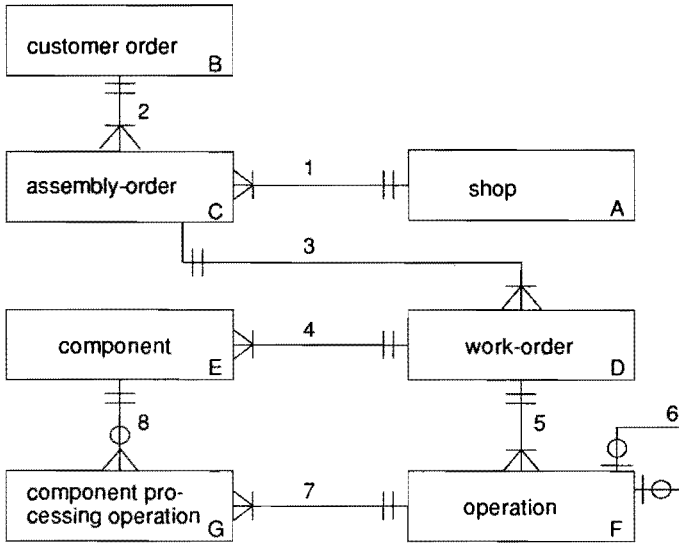 customer order
B
2
assembly-order
C
1
shop
A
3
component
E
4
work-order
D
8
5
6
component pro-
cessing operation
G
7
operation
F